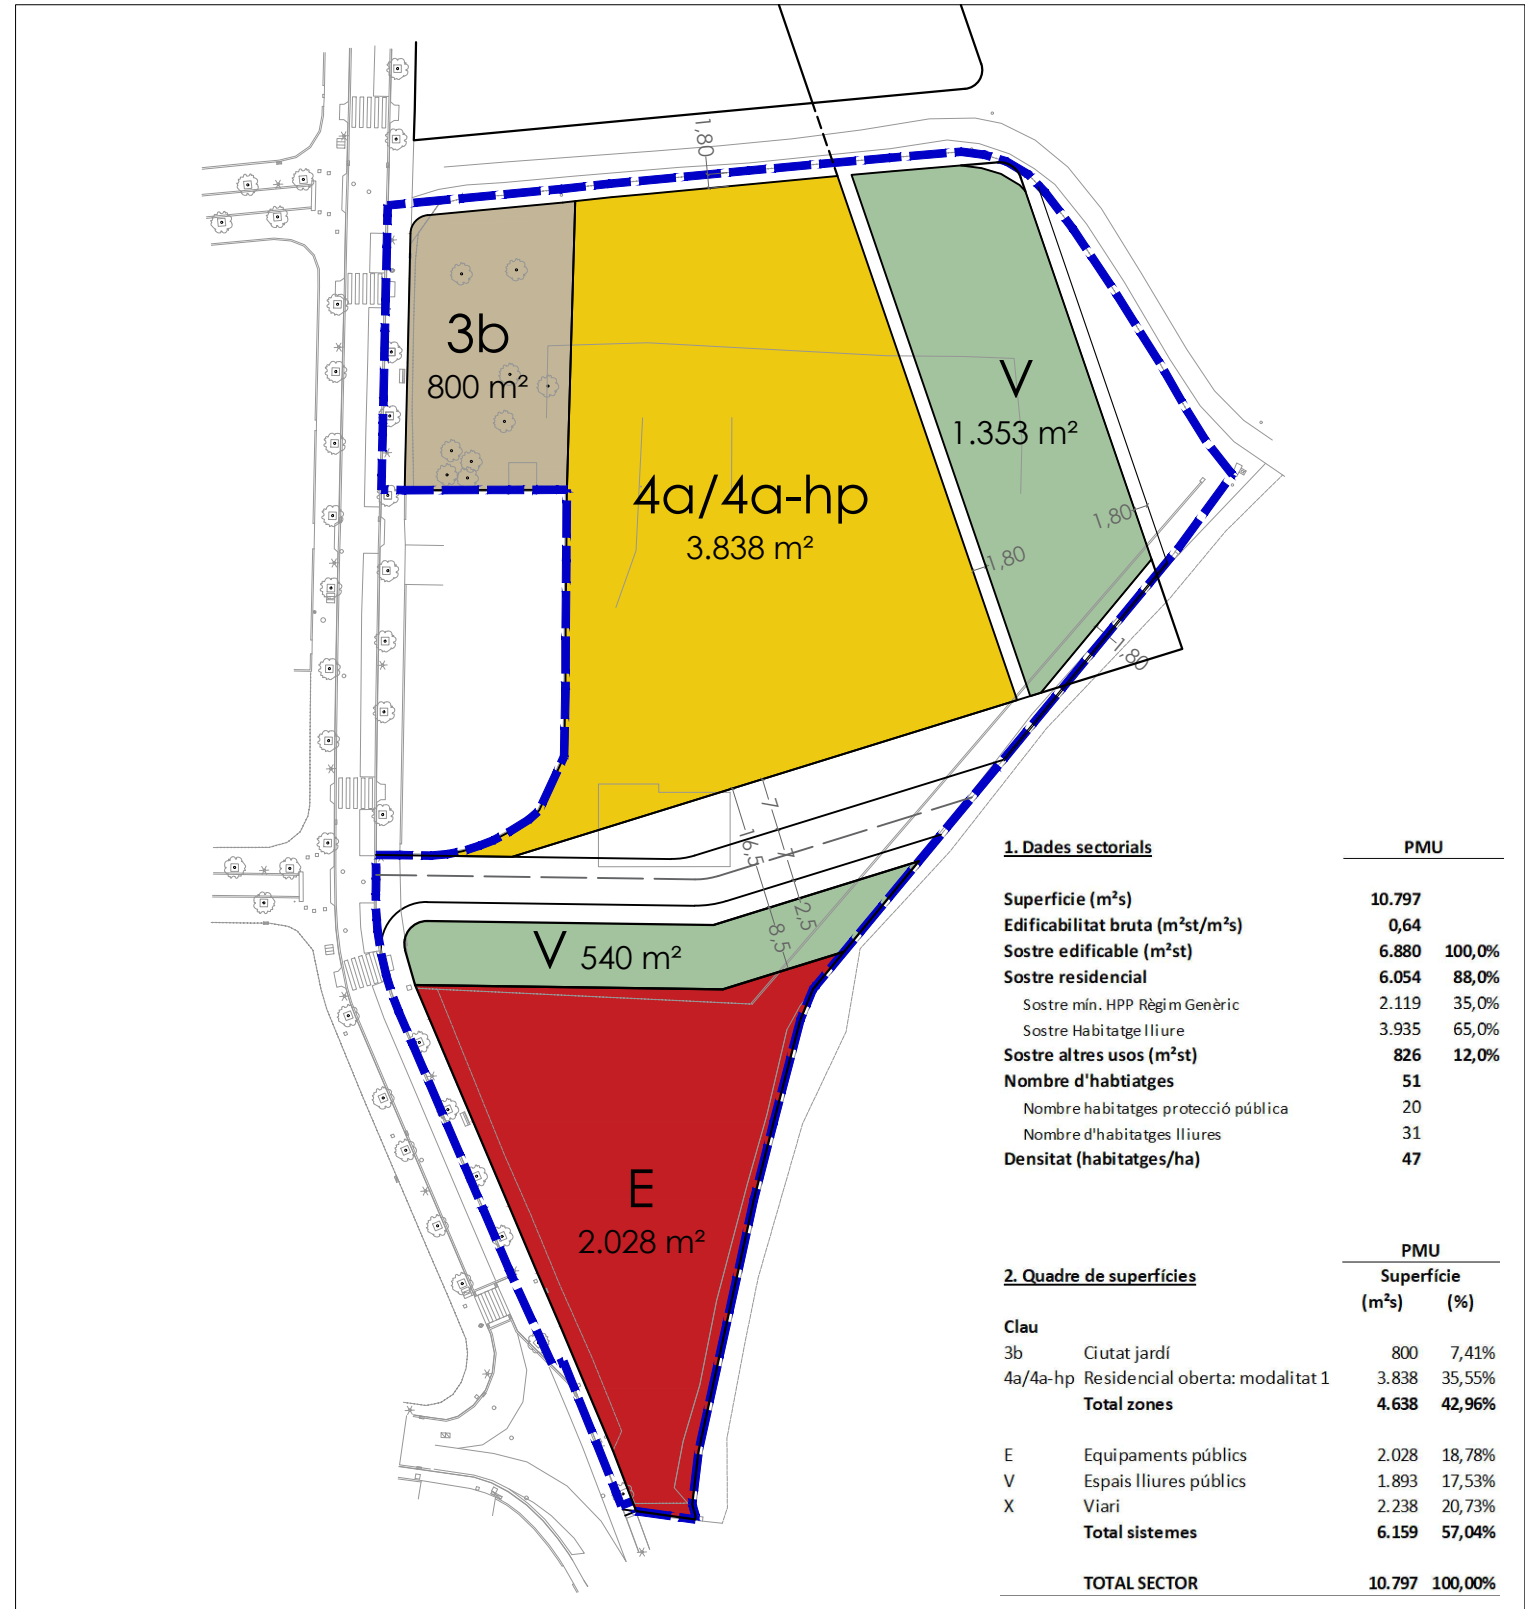 1,80
3b
800 m²
V
1.353 m²
4a/4a-hp
3.838 m²
1,80
1,80
1,80
7
16,5
7
2,5
8,5
V 540 m²
E
2.028 m²
1. Dades sectorials PMU
Superfície (m²s) 10.797
Edificabilitat bruta (m²st/m²s) 0,64
Sostre edificable (m²st) 6.880 100,0%
Sostre residencial 6.054 88,0%
Sostre mín. HPP Règim Genèric 2.119 35,0%
Sostre Habitatge lliure 3.935 65,0%
Sostre altres usos (m²st) 826 12,0%
Nombre d'habtiatges 51
Nombre habitatges protecció pública 20
Nombre d'habitatges lliures 31
Densitat (habitatges/ha) 47
PMU
2. Quadre de superfícies Superfície
(m²s) (%)
Clau
3b Ciutat jardí 800 7,41%
4a/4a-hp Residencial oberta: modalitat 1 3.838 35,55%
Total zones 4.638 42,96%
E Equipaments públics 2.028 18,78%
V Espais lliures públics 1.893 17,53%
X Viari 2.238 20,73%
Total sistemes 6.159 57,04%
TOTAL SECTOR 10.797 100,00%